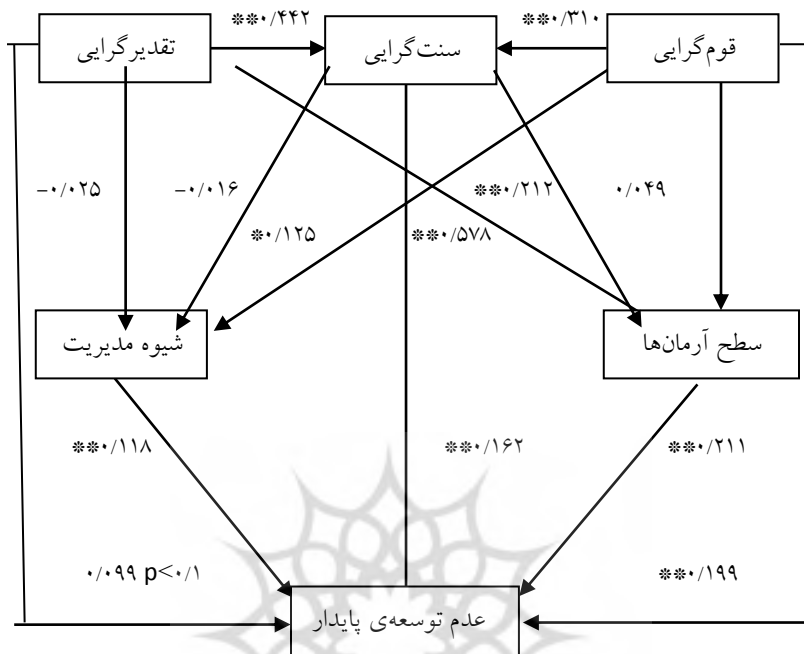 **۰/۴۴۲ **۰/۳۱۰
تقدیرگرایی سنت‌گرایی قوم‌گرایی
-۰/۰۲۵ -۰/۰۱۶ **۰/۲۱۲ ۰/۰۴۹
*۰/۱۲۵ **۰/۵۷۸
شیوه مدیریت سطح آرمان‌ها
**۰/۱۱۸ **۰/۱۶۲ **۰/۲۱۱
۰/۰۹۹ p<۰/۱ **۰/۱۹۹
عدم توسعه‌ی پایدار